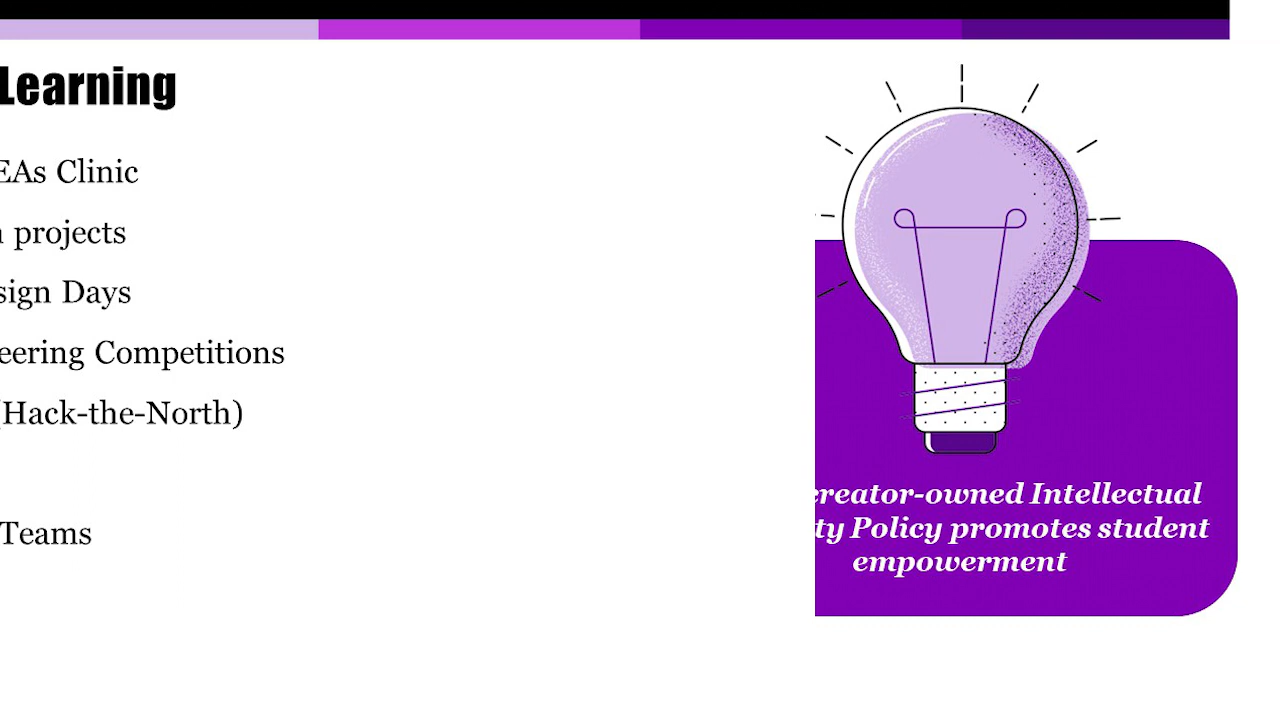 Learning
EAs Clinic
projects
sign Days
eering Competitions
(Hack-the-North)
Teams
creator-owned Intellectual
ty Policy promotes student
empowerment